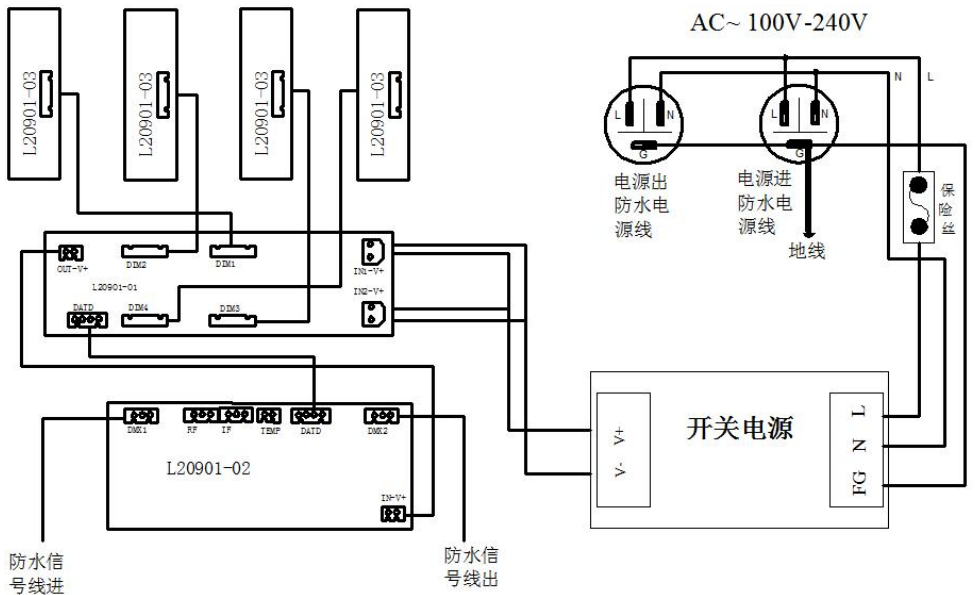 AC~ 100V-240V
L20901-03
L20901-03
L20901-03
L20901-03
N
L
L
N
G
L
N
G
电源出
防水电
源线
电源进
防水电
源线
地线
保
险
丝
OUT-V+
DIM2
DIM1
IN1-V+
L20901-01
IN2-V+
DATD
DIM4
DIM3
DMX1
RF
IF
TEMP
DATD
DMX2
L20901-02
IN-V+
防水信
号线进
防水信
号线出
开关电源
V+
V-
L
N
FG